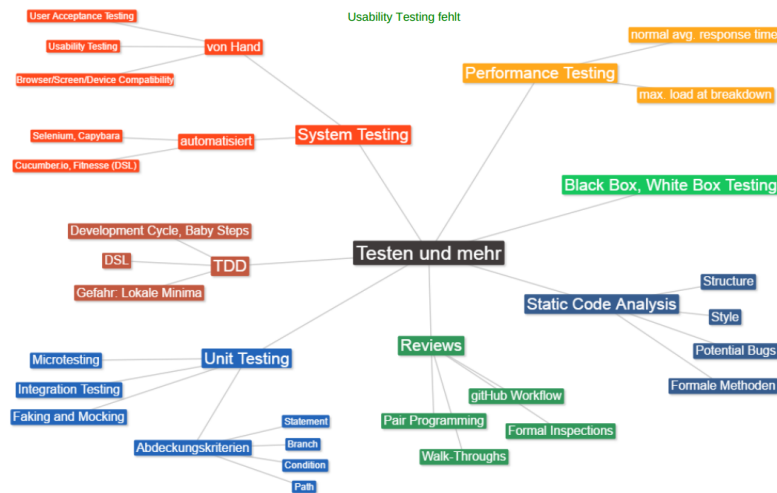 Usability Testing fehlt
User Acceptance Testing
Usability Testing
Browser/Screen/Device Compatibility
von Hand
Selenium, Capybara
Cucumber.io, Fitnesse (DSL)
automatisiert
System Testing
normal avg. response time
Performance Testing
max. load at breakdown
Black Box, White Box Testing
Testen und mehr
Development Cycle, Baby Steps
DSL
TDD
Gefahr: Lokale Minima
Structure
Static Code Analysis
Style
Potential Bugs
Formale Methoden
Unit Testing
Microtesting
Integration Testing
Faking and Mocking
Abdeckungskriterien
Statement
Branch
Condition
Path
Reviews
gitHub Workflow
Pair Programming
Formal Inspections
Walk-Throughs